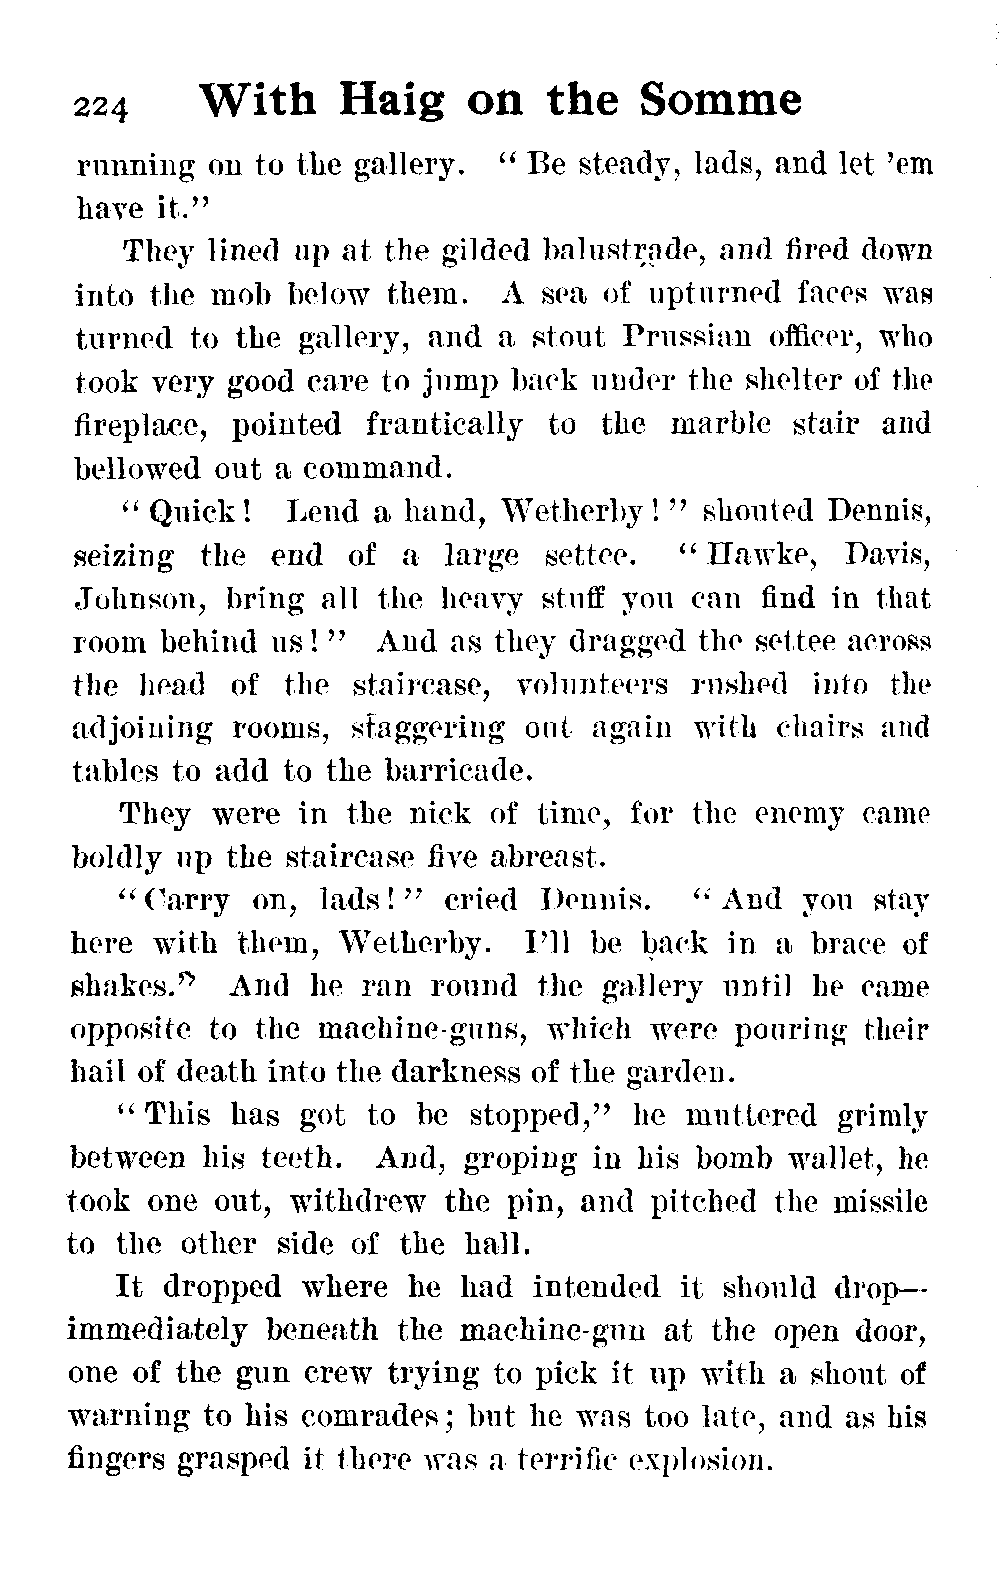 224 With Haig on the Somme
running on to the gallery. “ Be steady, lads, and let ’em
have it.”
They lined up at the gilded balustrade, and fired down
into the mob below them. A sea of upturned faces was
turned to the gallery, and a stout Prussian officer, who
took very good care to jump back under the shelter of the
fireplace, pointed frantically to the marble stair and
bellowed out a command.
“ Quick! Lend a hand, Wetherby! ” shouted Dennis,
seizing the end of a large settee. “ Hawke, Davis,
Johnson, bring all the heavy stuff you can find in that
room behind us! ” And as they dragged the settee across
the head of the staircase, volunteers rushed into the
adjoining rooms, staggering out again with chairs and
tables to add to the barricade.
They were in the nick of time, for the enemy came
boldly up the staircase five abreast.
“ Carry on, lads! ” cried Dennis. “ And you stay
here with them, Wetherby. I’ll be back in a brace of
shakes.” And he ran round the gallery until he came
opposite to the machine-guns, which were pouring their
hail of death into the darkness of the garden.
“ This has got to be stopped,” he muttered grimly
between his teeth. And, groping in his bomb wallet, he
took one out, withdrew the pin, and pitched the missile
to the other side of the hall.
It dropped where he had intended it should drop—
immediately beneath the machine-gun at the open door,
one of the gun crew trying to pick it up with a shout of
warning to his comrades; but he was too late, and as his
fingers grasped it there was a terrific explosion.